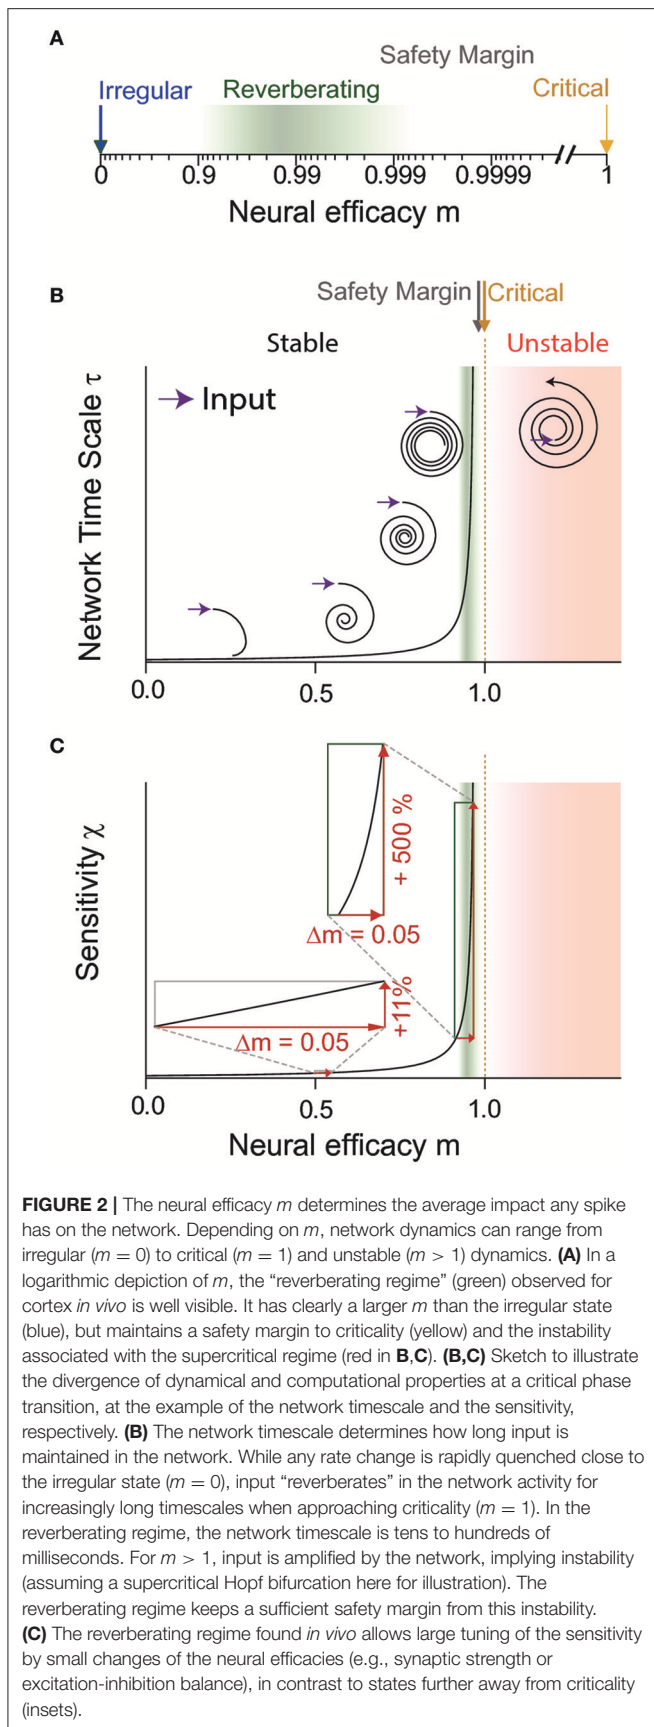 A
Safety Margin
Irregular
Reverberating
Critical
0
0.9
0.99
0.999
0.9999
1
Neural efficacy m
B
Safety Margin
Critical
Stable
Unstable
Input
Network Time Scale τ
0.0
0.5
1.0
C
+ 500 %
Δm = 0.05
+11%
Δm = 0.05
Sensitivity χ
0.0
0.5
1.0
Neural efficacy m
FIGURE 2 | The neural efficacy m determines the average impact any spike
has on the network. Depending on m, network dynamics can range from
irregular (m = 0) to critical (m = 1) and unstable (m > 1) dynamics. (A) In a
logarithmic depiction of m, the “reverberating regime” (green) observed for
cortex in vivo is well visible. It has clearly a larger m than the irregular state
(blue), but maintains a safety margin to criticality (yellow) and the instability
associated with the supercritical regime (red in B,C). (B,C) Sketch to illustrate
the divergence of dynamical and computational properties at a critical phase
transition, at the example of the network timescale and the sensitivity,
respectively. (B) The network timescale determines how long input is
maintained in the network. While any rate change is rapidly quenched close to
the irregular state (m = 0), input “reverberates” in the network activity for
increasingly long timescales when approaching criticality (m = 1). In the
reverberating regime, the network timescale is tens to hundreds of
milliseconds. For m > 1, input is amplified by the network, implying instability
(assuming a supercritical Hopf bifurcation here for illustration). The
reverberating regime keeps a sufficient safety margin from this instability.
(C) The reverberating regime found in vivo allows large tuning of the sensitivity
by small changes of the neural efficacies (e.g., synaptic strength or
excitation-inhibition balance), in contrast to states further away from criticality
(insets).